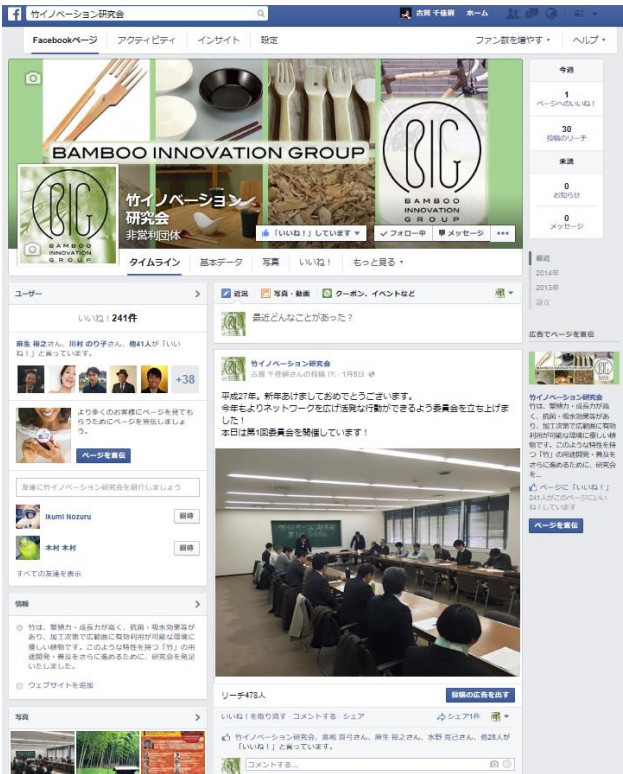 竹イノベーション研究会
古賀 千佳嗣 ホーム
Facebookページ アクティビティ インサイト 設定 ファン数を増やす ヘルプ
BAMBOO INNOVATION GROUP
BIG
BAMBOO
INNOVATION
GROUP
BIG
BAMBOO
INNOVATION
GROUP
竹イノベーション
研究会
非営利団体
「いいね！」しています フォロー中 メッセージ
タイムライン 基本データ 写真 いいね！ もっと見る
今週
1
ページへのいいね！
30
投稿のリーチ
未読
0
お知らせ
0
メッセージ
最近
2014年
2013年
設立
ユーザー
いいね！241件
麻生 裕之さん、川村 のり子さん、他41人が「いい
ね！」と言っています。
+38
より多くのお客様にページを見ても
らうためにページを宣伝しましょ
う。
ページを宣伝
友達に竹イノベーション研究会を紹介しましょう
Ikumi Nozuru 招待
木村 木村 招待
すべての友達を表示
情報
竹は、繁殖力・成長力が高く、抗菌・吸水効果等が
あり、加工次第で広範囲に有効利用が可能な環境に
優しい植物です。このような特性を持つ「竹」の用
途開発・普及をさらに進めるために、研究会を発足
いたしました。
ウェブサイトを追加
写真
近況 写真・動画 クーポン、イベントなど
最近どんなことがあった？
竹イノベーション研究会
古賀 千佳嗣さんの投稿 [?]・1月8日
平成27年。新年あけましておめでとうございます。
今年もよりネットワークを広げ活発な行動ができるよう委員会を立ち上げま
した！
本日は第1回委員会を開催しています！
リーチ478人 投稿の広告を出す
いいね！を取り消す・コメントする・シェア シェア1件
竹イノベーション研究会、高嶋 真弓さん、麻生 裕之さん、水野 克己さん、他28人が
「いいね！」と言っています。
コメントする...
広告でページを宣伝
竹イノベーション研究会
竹は、繁殖力・成長力が高
く、抗菌・吸水効果等があ
り、加工次第で広範囲に有効
利用が可能な環境に優しい植
物です。このような特性を持
つ「竹」の用途開発・普及を
さらに進めるために、研究会
を...
ページに「いいね！」・
241人がこのページにいい
ね！しています
ページを宣伝